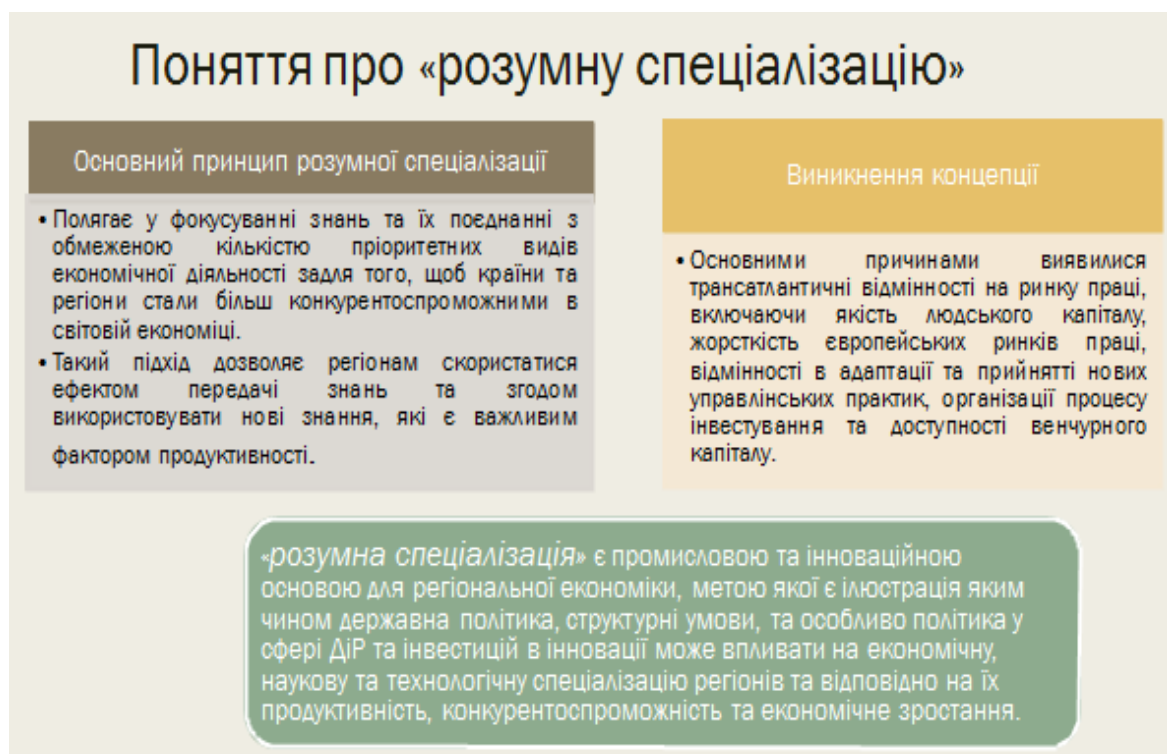 Поняття про «розумну спеціалізацію»
Основний принцип розумної спеціалізації
• Полягає у фокусуванні знань та їх поєднанні з
обмеженою кількістю пріоритетних видів
економічної діяльності задля того, щоб країни та
регіони стали більш конкурентоспроможними в
світовій економіці.
• Такий підхід дозволяє регіонам скористатися
ефектом передачі знань та згодом
використовувати нові знання, які є важливим
фактором продуктивності.
Виникнення концепції
• Основними причинами виявилися
трансатлантичні відмінності на ринку праці,
включаючи якість людського капіталу,
жорсткість європейських ринків праці,
відмінності в адаптації та прийнятті нових
управлінських практик, організації процесу
інвестування та доступності венчурного
капіталу.
«розумна спеціалізація» є промисловою та інноваційною
основою для регіональної економіки, метою якої є ілюстрація яким
чином державна політика, структурні умови, та особливо політика у
сфері ДіР та інвестицій в інновації може впливати на економічну,
наукову та технологічну спеціалізацію регіонів та відповідно на їх
продуктивність, конкурентоспроможність та економічне зростання.